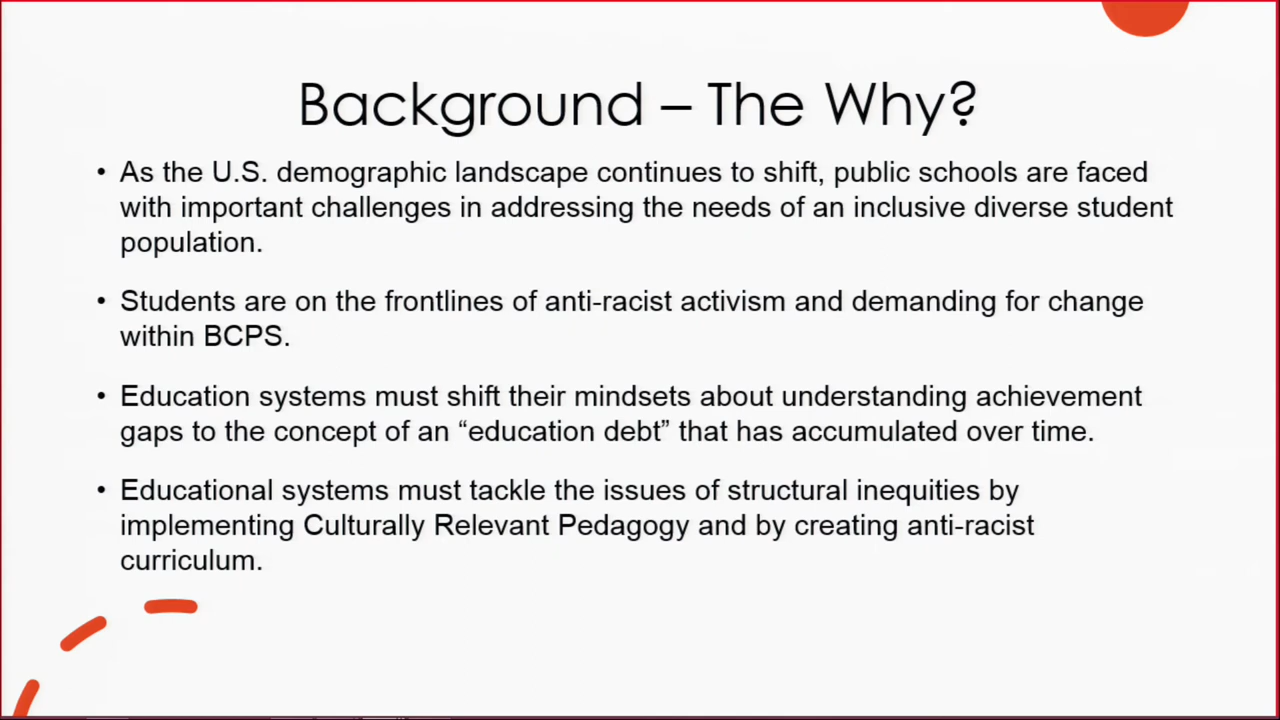 Background – The Why?
• As the U.S. demographic landscape continues to shift, public schools are faced
with important challenges in addressing the needs of an inclusive diverse student
population.
• Students are on the frontlines of anti-racist activism and demanding for change
within BCPS.
• Education systems must shift their mindsets about understanding achievement
gaps to the concept of an “education debt” that has accumulated over time.
• Educational systems must tackle the issues of structural inequities by
implementing Culturally Relevant Pedagogy and by creating anti-racist
curriculum.